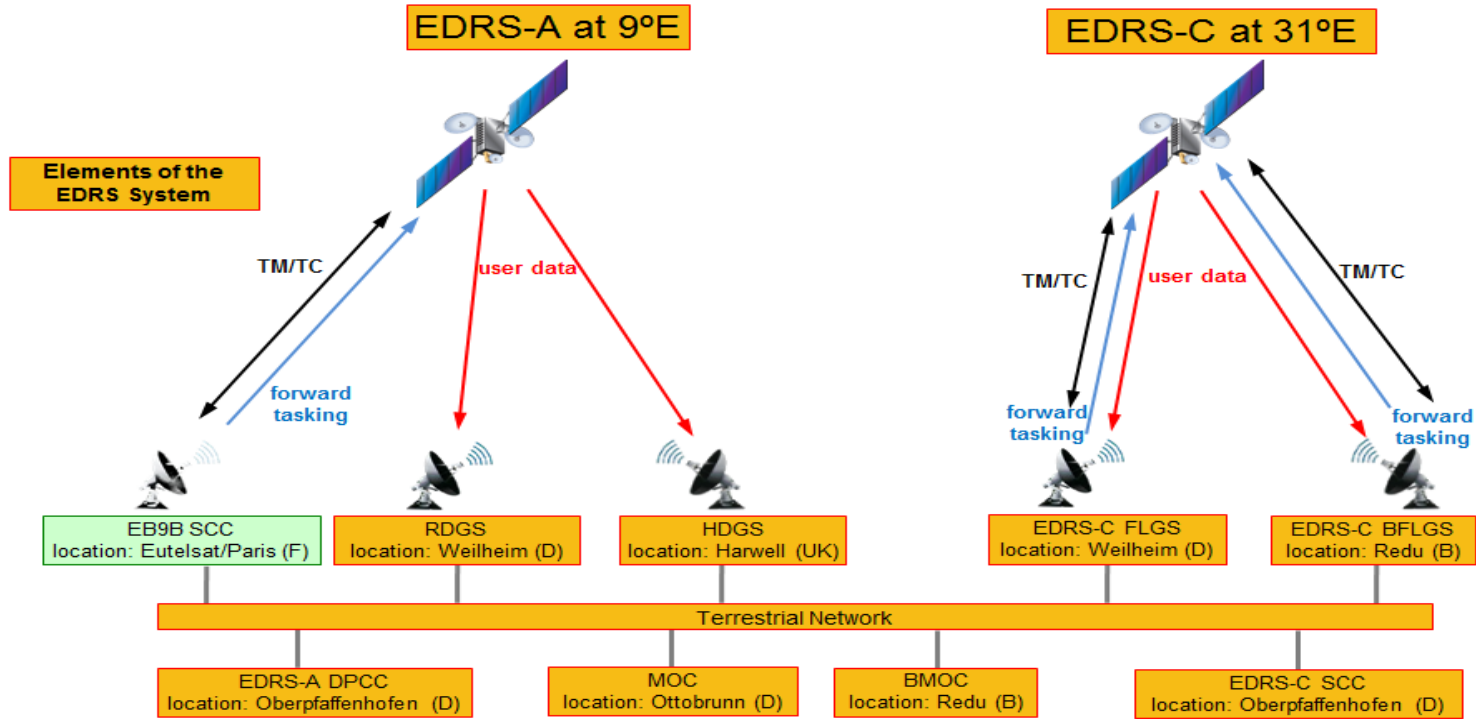 EDRS-A at 9ºE
EDRS-C at 31ºE
Elements of the
EDRS System
TM/TC
user data
forward
tasking
TM/TC
user data
TM/TC
forward
tasking
forward
tasking
EB9B SCC
location: Eutelsat/Paris (F)
RDGS
location: Weilheim (D)
HDGS
location: Harwell (UK)
EDRS-C FLGS
location: Weilheim (D)
EDRS-C BFLGS
location: Redu (B)
Terrestrial Network
EDRS-A DPCC
location: Oberpfaffenhofen (D)
MOC
location: Ottobrunn (D)
BMOC
location: Redu (B)
EDRS-C SCC
location: Oberpfaffenhofen (D)